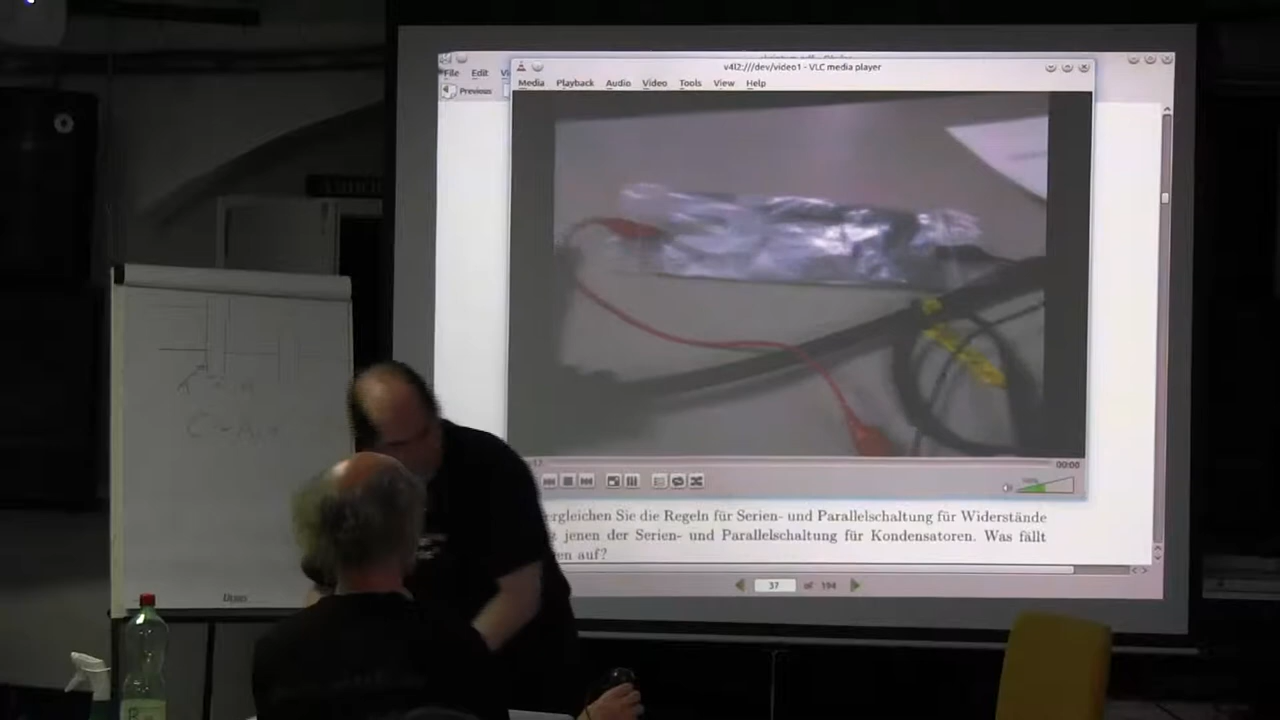 File Edit
Previous
v4l2:///dev/video1 - VLC media player
Media Playback Audio Video Tools View Help
00:00
ergleichen Sie die Regeln für Serien- und Parallelschaltung für Widerstände
jenen der Serien- und Parallelschaltung für Kondensatoren. Was fällt
en auf?
37 of 194